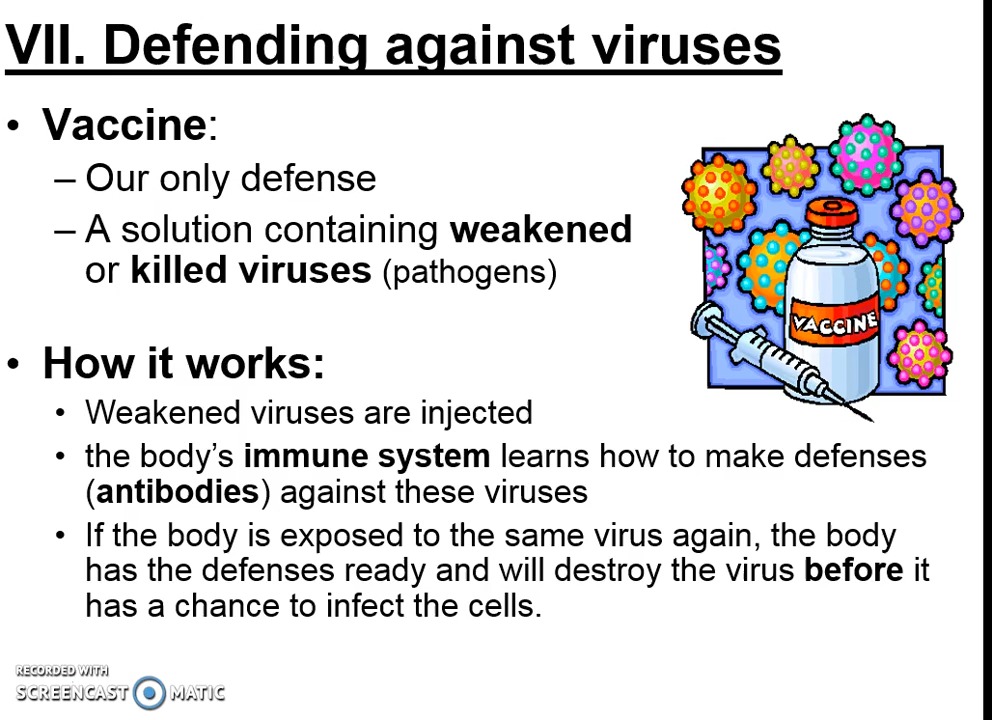 VII. Defending against viruses
• Vaccine:
– Our only defense
– A solution containing weakened
or killed viruses (pathogens)
VACCINE
• How it works:
• Weakened viruses are injected
• the body's immune system learns how to make defenses
(antibodies) against these viruses
• If the body is exposed to the same virus again, the body
has the defenses ready and will destroy the virus before it
has a chance to infect the cells.
RECORDED WITH
SCREENCAST MATIC